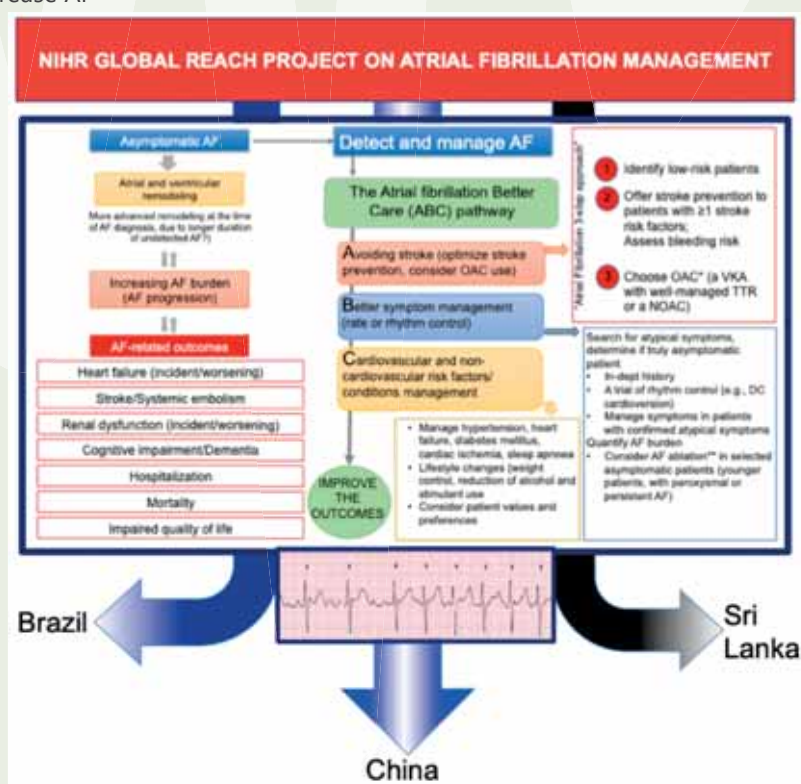 NIHR GLOBAL REACH PROJECT ON ATRIAL FIBRILLATION MANAGEMENT
Asymptomatic AF
Atrial and ventricular
remodeling
More advanced remodeling at the time
of AF diagnosis, due to longer duration
of undetected AF?)
Increasing AF burden
(AF progression)
AF-related outcomes
Heart failure (incident/worsening)
Stroke/Systemic embolism
Renal dysfunction (Incident/worsening)
Cognitive impairment/Dementia
Hospitalization
Mortality
Impaired quality of life
Detect and manage AF
The Atrial fibrillation Better
Care (ABC) pathway
Avoiding stroke (optimize stroke
prevention, consider OAC use)
Better symptom management
(rate or rhythm control)
Cardiovascular and non-
cardiovascular risk factors/
conditions management
IMPROVE
THE
OUTCOMES
• Manage hypertension, heart
failure, diabetes mellitus,
cardiac ischemia, sleep apnoea
• Lifestyle changes (weight
control, reduction of alcohol and
stimulant use
• Consider patient values and
preferences
"Atrial Fibrillation 3-step approach"
1 Identify low-risk patients
2 Offer stroke prevention to
patients with ≥1 stroke
risk factors;
Assess bleeding risk
3 Choose OAC* (a VKA
with well-managed TTR
or a NOAC)
Search for atypical symptoms,
determine if truly asymptomatic
patient
• In-dept history
• A trial of rhythm control (e.g., DC
cardioversion)
• Manage symptoms in patients
with confirmed atypical symptoms
Quantify AF burden
• Consider AF ablation** in selected
asymptomatic patients (younger
patients, with paroxysmal or
persistent AF)
Brazil
China
Sri
Lanka